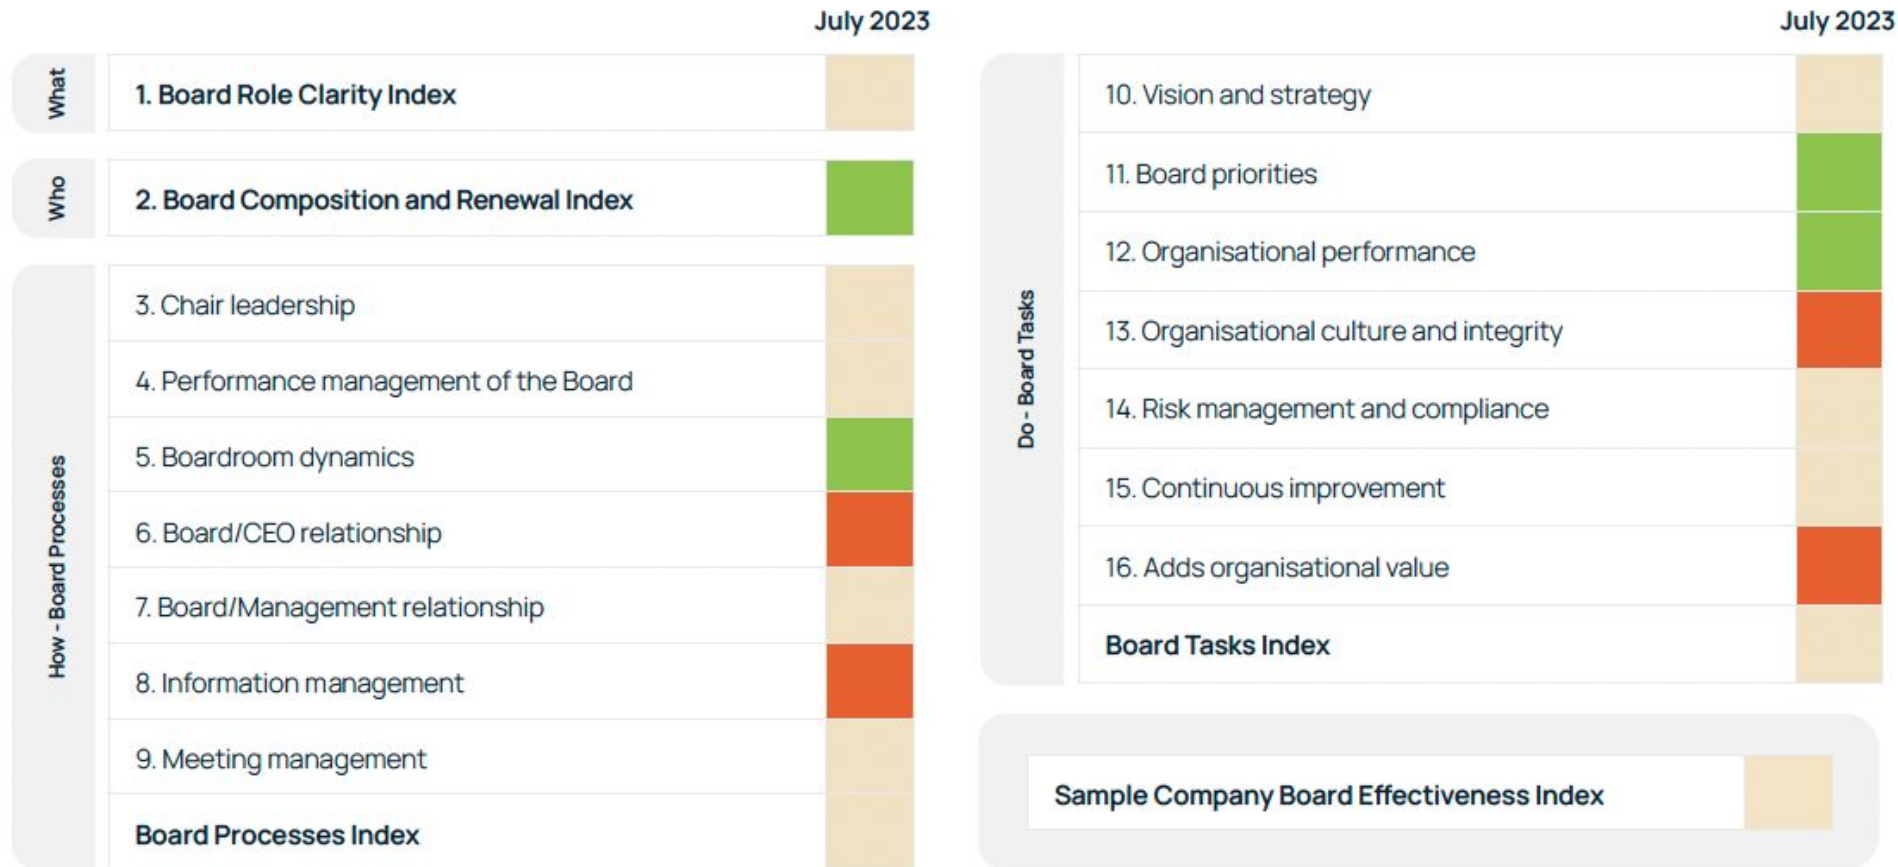 July 2023
What
1. Board Role Clarity Index
Who
2. Board Composition and Renewal Index
How - Board Processes
3. Chair leadership
4. Performance management of the Board
5. Boardroom dynamics
6. Board/CEO relationship
7. Board/Management relationship
8. Information management
9. Meeting management
Board Processes Index
July 2023
Do - Board Tasks
10. Vision and strategy
11. Board priorities
12. Organisational performance
13. Organisational culture and integrity
14. Risk management and compliance
15. Continuous improvement
16. Adds organisational value
Board Tasks Index
Sample Company Board Effectiveness Index